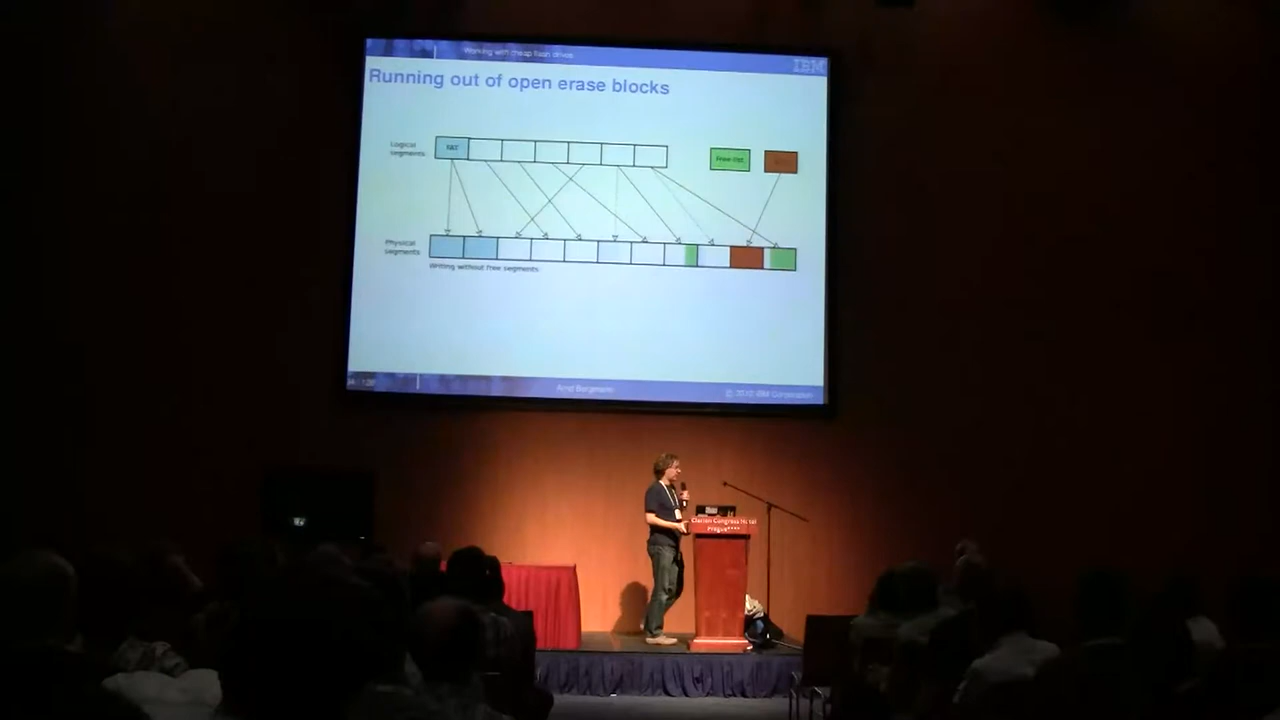 Working with cheap flash drives
IBM
Running out of open erase blocks
Logical
segments
FAT
Free list
Physical
segments
Writing without free segments
Arnd Bergmann
© 2010 IBM Corporation
Clarion Congress Hotel
Prague****